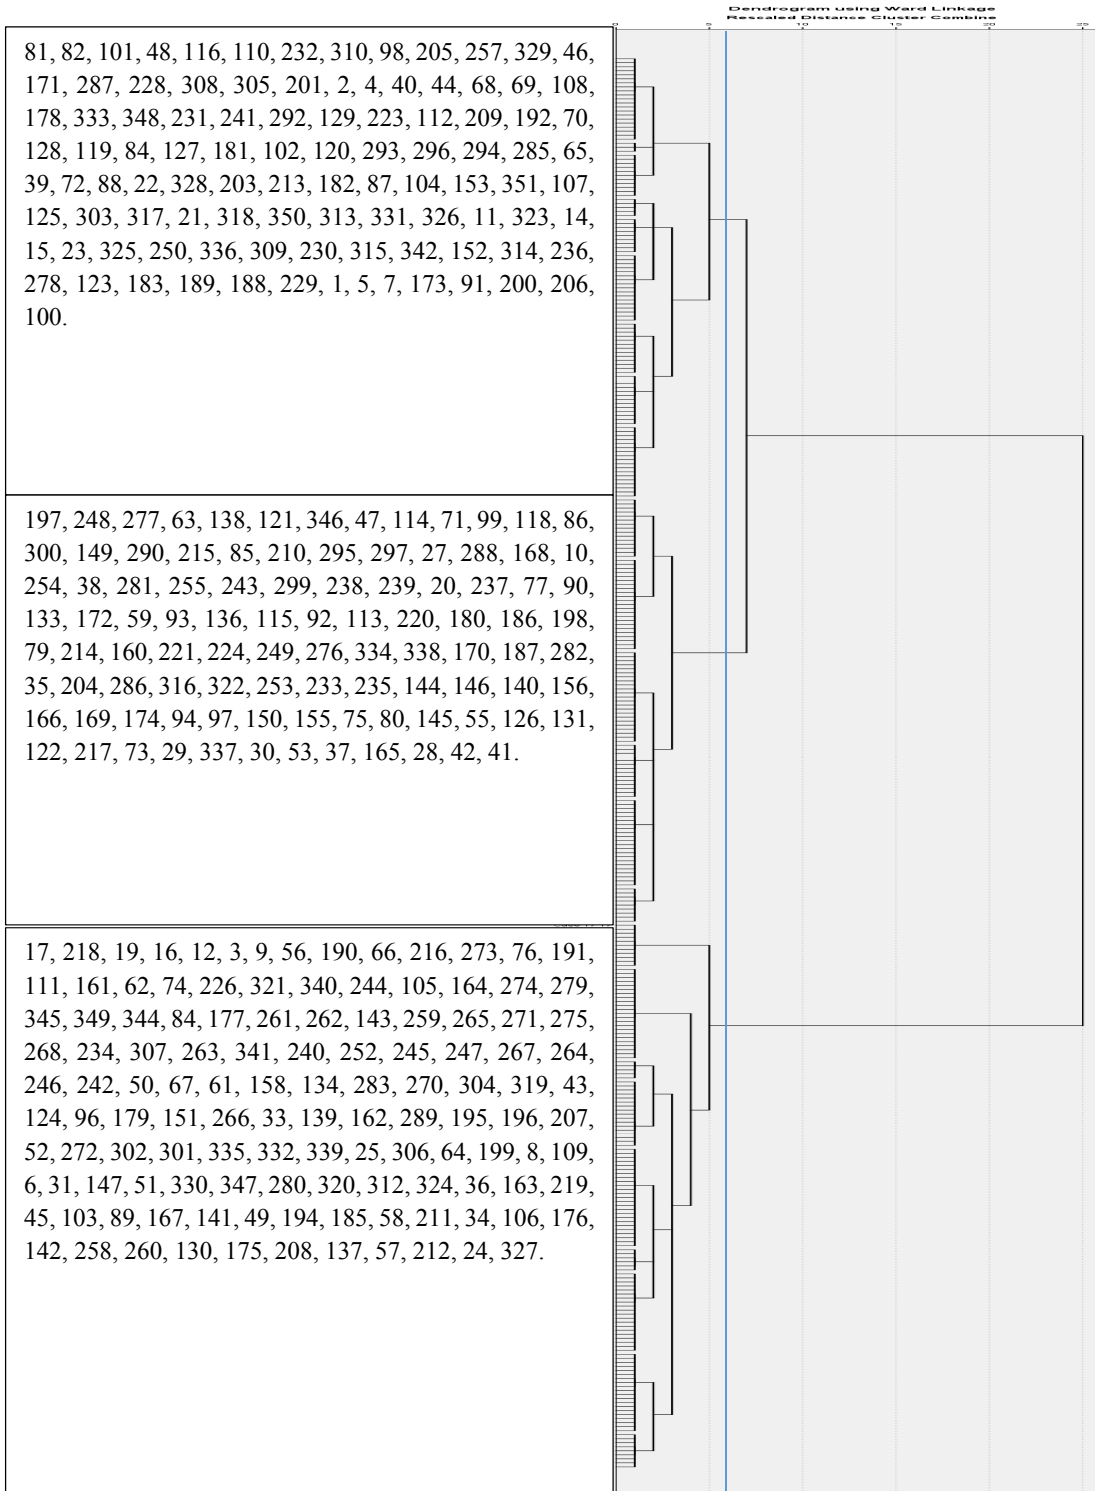 Dendrogram using Ward Linkage
Rescaled Distance Cluster Combine
0 5 10 15 20 25
81, 82, 101, 48, 116, 110, 232, 310, 98, 205, 257, 329, 46,
171, 287, 228, 308, 305, 201, 2, 4, 40, 44, 68, 69, 108,
178, 333, 348, 231, 241, 292, 129, 223, 112, 209, 192, 70,
128, 119, 84, 127, 181, 102, 120, 293, 296, 294, 285, 65,
39, 72, 88, 22, 328, 203, 213, 182, 87, 104, 153, 351, 107,
125, 303, 317, 21, 318, 350, 313, 331, 326, 11, 323, 14,
15, 23, 325, 250, 336, 309, 230, 315, 342, 152, 314, 236,
278, 123, 183, 189, 188, 229, 1, 5, 7, 173, 91, 200, 206,
100.
197, 248, 277, 63, 138, 121, 346, 47, 114, 71, 99, 118, 86,
300, 149, 290, 215, 85, 210, 295, 297, 27, 288, 168, 10,
254, 38, 281, 255, 243, 299, 238, 239, 20, 237, 77, 90,
133, 172, 59, 93, 136, 115, 92, 113, 220, 180, 186, 198,
79, 214, 160, 221, 224, 249, 276, 334, 338, 170, 187, 282,
35, 204, 286, 316, 322, 253, 233, 235, 144, 146, 140, 156,
166, 169, 174, 94, 97, 150, 155, 75, 80, 145, 55, 126, 131,
122, 217, 73, 29, 337, 30, 53, 37, 165, 28, 42, 41.
17, 218, 19, 16, 12, 3, 9, 56, 190, 66, 216, 273, 76, 191,
111, 161, 62, 74, 226, 321, 340, 244, 105, 164, 274, 279,
345, 349, 344, 84, 177, 261, 262, 143, 259, 265, 271, 275,
268, 234, 307, 263, 341, 240, 252, 245, 247, 267, 264,
246, 242, 50, 67, 61, 158, 134, 283, 270, 304, 319, 43,
124, 96, 179, 151, 266, 33, 139, 162, 289, 195, 196, 207,
52, 272, 302, 301, 335, 332, 339, 25, 306, 64, 199, 8, 109,
6, 31, 147, 51, 330, 347, 280, 320, 312, 324, 36, 163, 219,
45, 103, 89, 167, 141, 49, 194, 185, 58, 211, 34, 106, 176,
142, 258, 260, 130, 175, 208, 137, 57, 212, 24, 327.